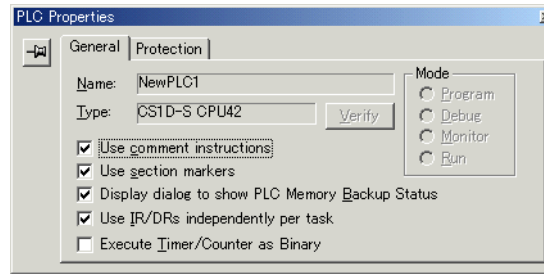 PLC Properties
General
Protection
Name: NewPLC1
Type: CS1D-S CPU42
Verify
Mode
Program
Debug
Monitor
Run
Use comment instructions
Use section markers
Display dialog to show PLC Memory Backup Status
Use IR/DRs independently per task
Execute Timer/Counter as Binary